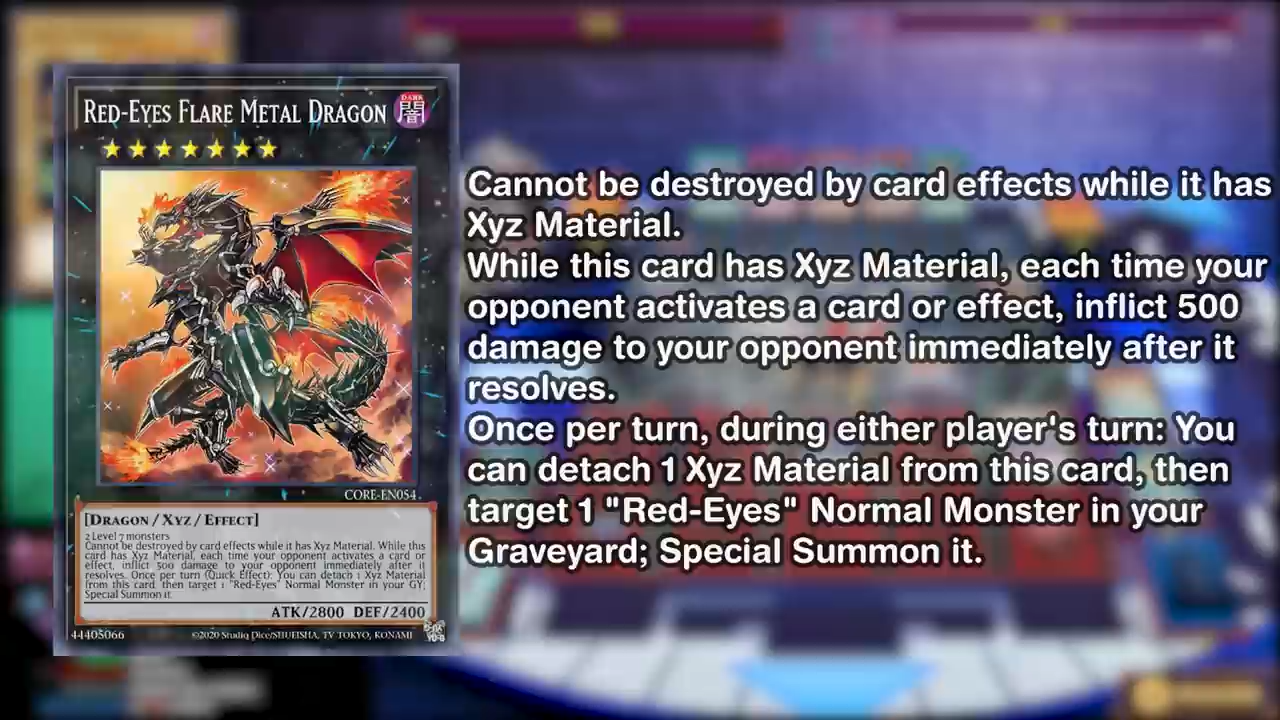 RED-EYES FLARE METAL DRAGON
DARK
闇
CORE-EN054
[DRAGON / XYZ / EFFECT]
2 Level 7 monsters
Cannot be destroyed by card effects while it has Xyz Material. While this
card has Xyz Material, each time your opponent activates a card or
effect, inflict 500 damage to your opponent immediately after it
resolves. Once per turn (Quick Effect): You can detach 1 Xyz Material
from this card, then target 1 "Red-Eyes" Normal Monster in your GY;
Special Summon it.
ATK/2800 DEF/2400
44405066
©2020 Studio Dice/SHUEISHA, TV TOKYO, KONAMI
Cannot be destroyed by card effects while it has
Xyz Material.
While this card has Xyz Material, each time your
opponent activates a card or effect, inflict 500
damage to your opponent immediately after it
resolves.
Once per turn, during either player's turn: You
can detach 1 Xyz Material from this card, then
target 1 "Red-Eyes" Normal Monster in your
Graveyard; Special Summon it.